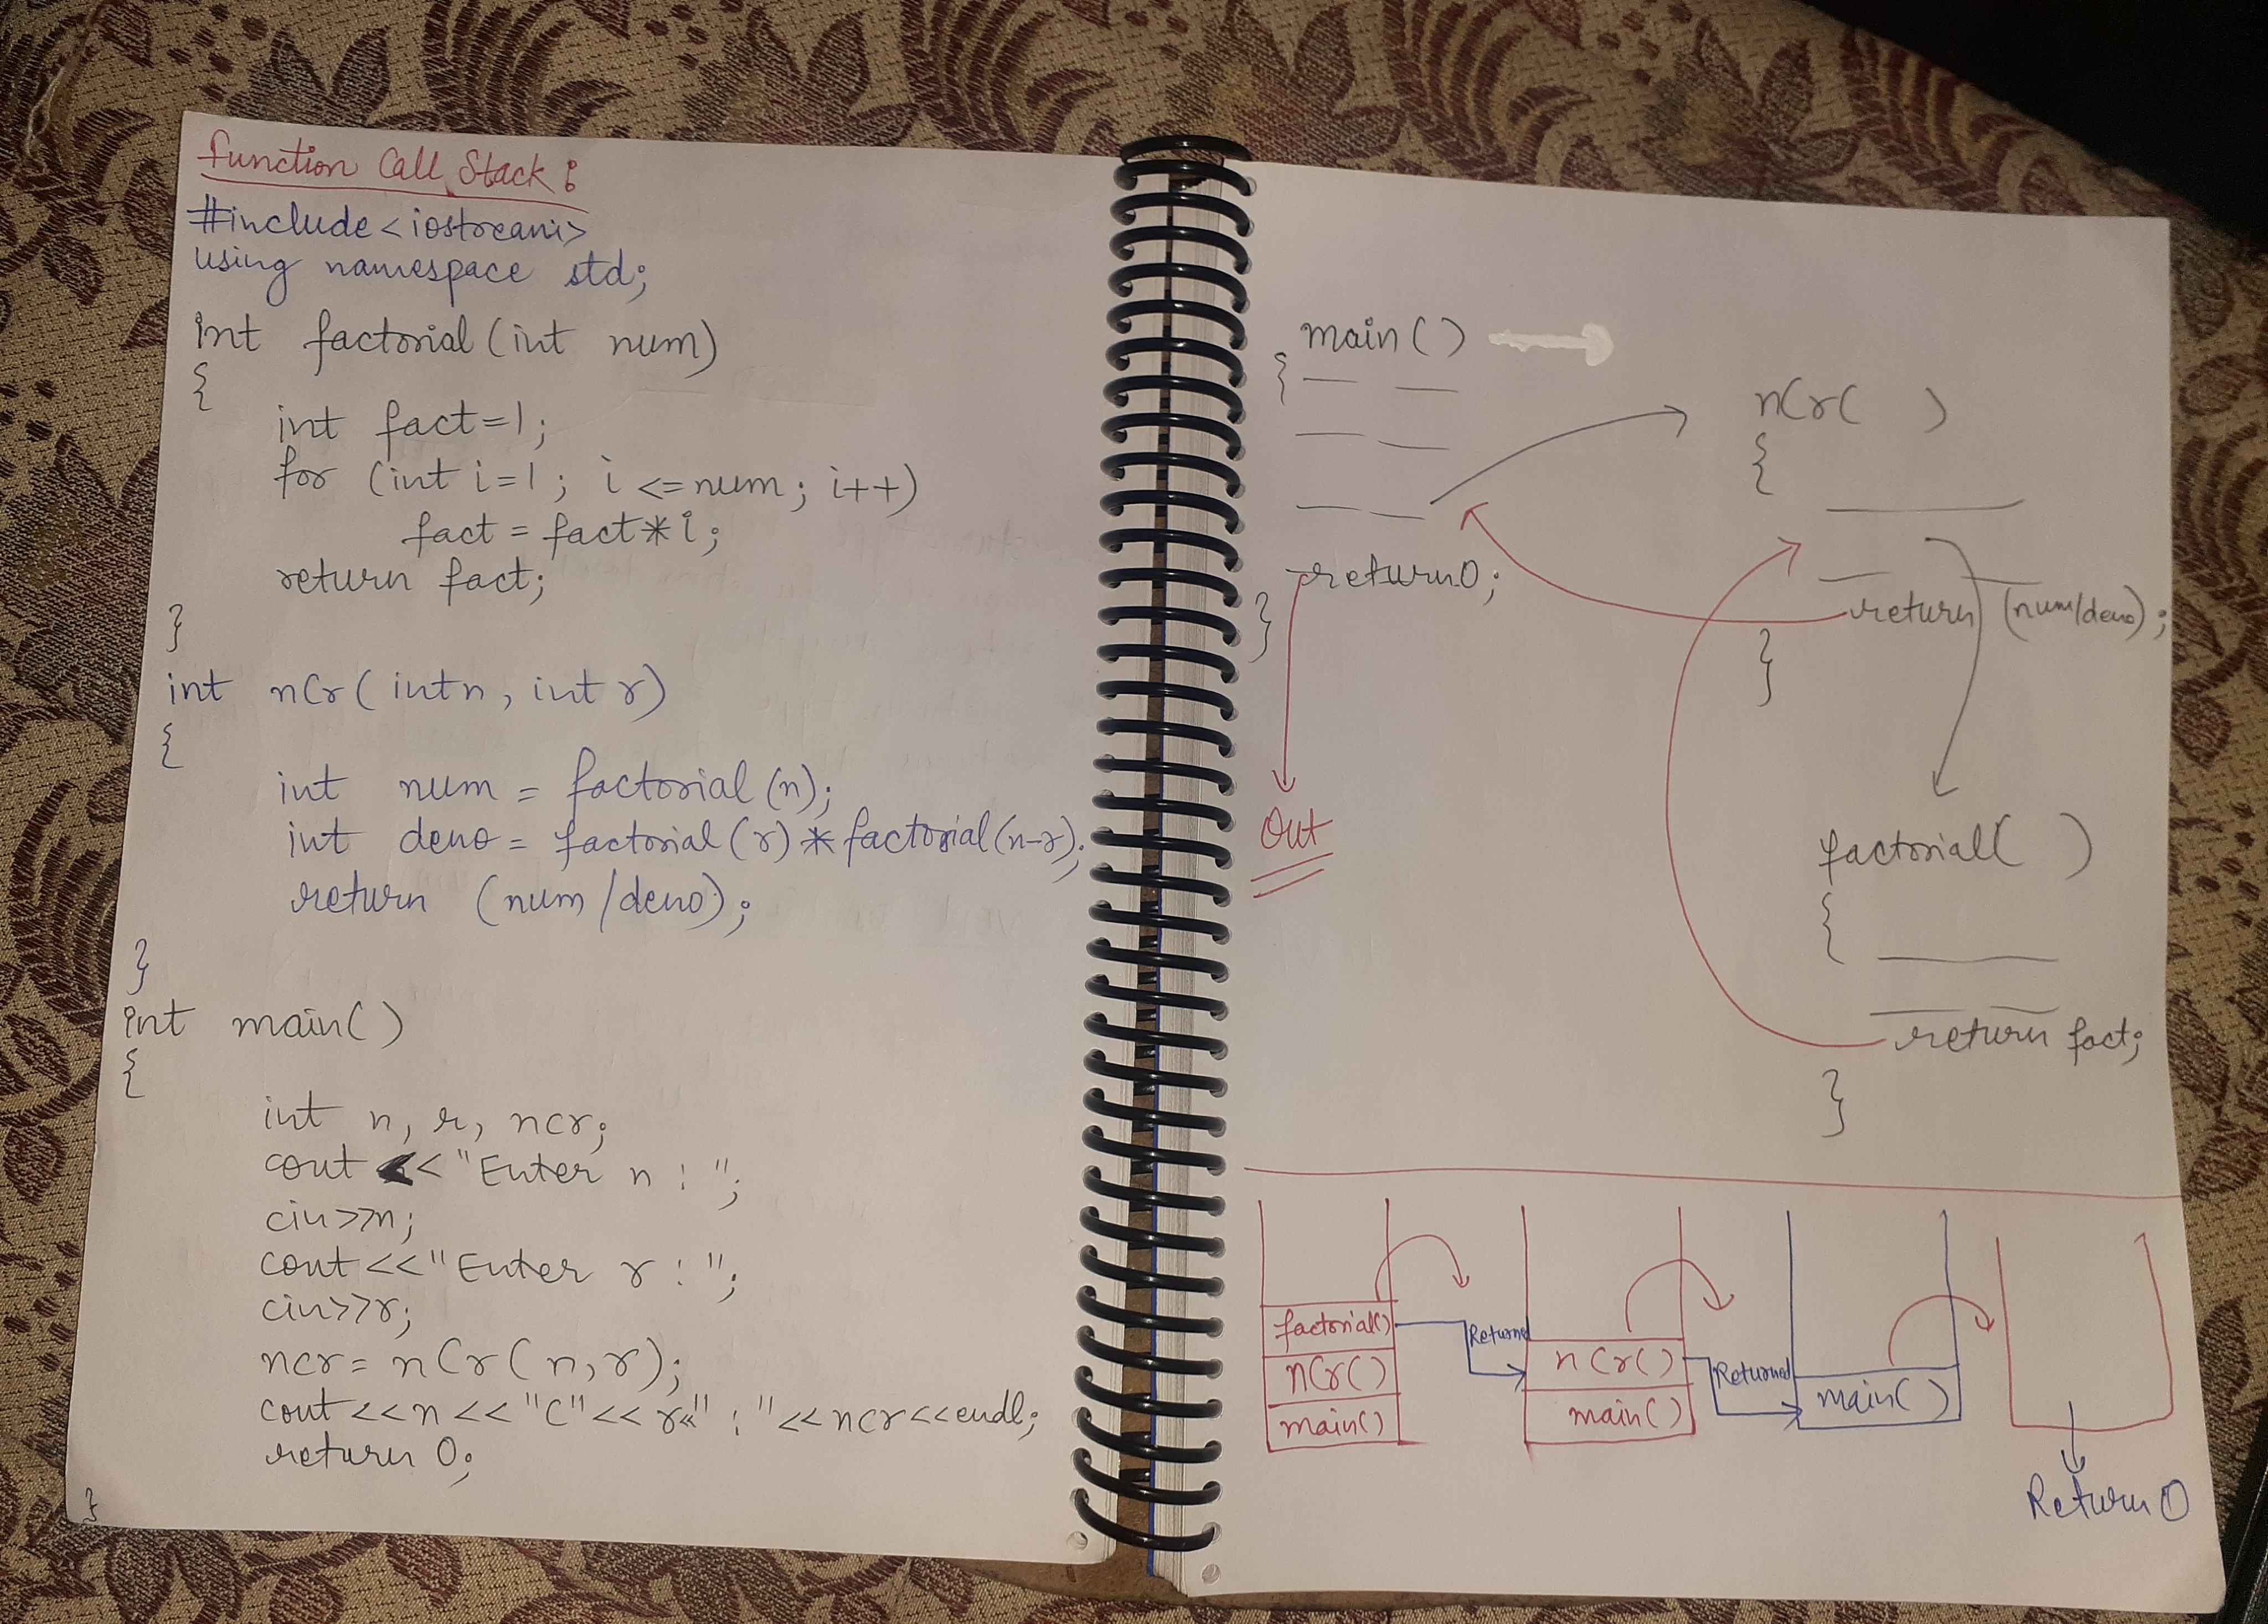 Function Call Stack :
#include<iostream>
using namespace std;
int factorial (int num)
{
int fact=1;
for (int i=1; i<=num; i++)
fact = fact*i;
return fact;
}
int nCr(int n, int r)
{
int num = factorial (n);
int deno = factorial (r) * factorial (n-r);
return (num/deno);
}
int main()
{
int n, r, ncr;
cout << "Enter n : ";
cin>>n;
cout <<"Enter r : ";
cin>>r;
ncr = nCr(n,r);
cout <<n << "C"<< r<<" : "<<ncr<<endl;
return 0;
}
main()
{
return 0;
}
Out
nCr( )
{
return (num/deno);
}
factorial( )
{
return fact;
}
factorial()
nCr()
main()
Returned
nCr()
main()
Returned
main()
Return 0